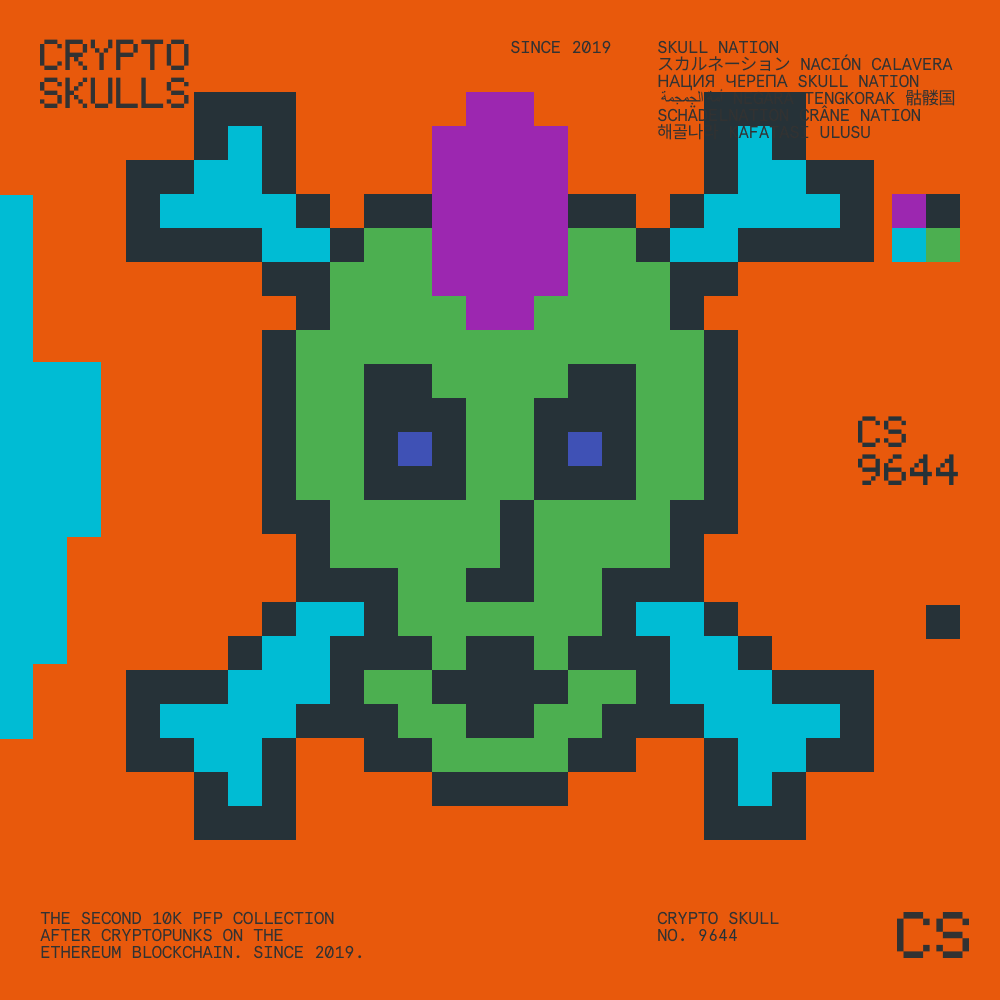 CRYPTO
SKULLS
SINCE 2019
SKULL NATION
スカルネーション NACIÓN CALAVERA
НАЦИЯ ЧЕРЕПА SKULL NATION
TENGKORAK 骷髅国
CRÂNE NATION
해골나 ULUSU
CS
9644
THE SECOND 10K PFP COLLECTION
AFTER CRYPTOPUNKS ON THE
ETHEREUM BLOCKCHAIN. SINCE 2019.
CRYPTO SKULL
NO. 9644
CS